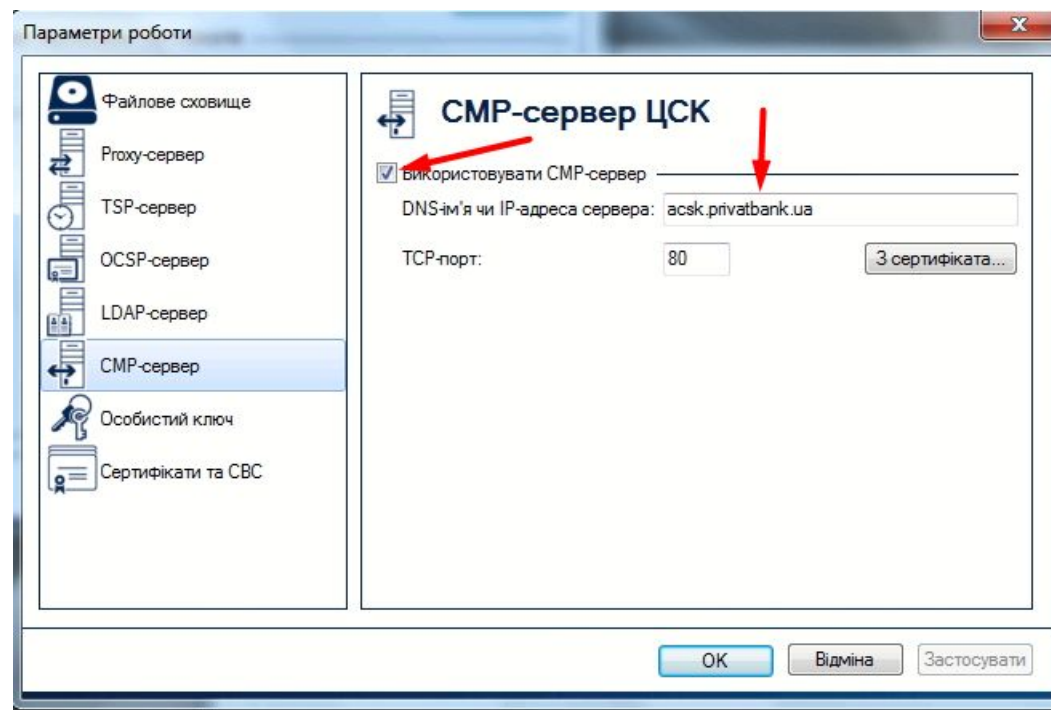 Параметри роботи
x
Файлове сховище
Proxy-сервер
TSP-сервер
OCSP-сервер
LDAP-сервер
CMP-сервер
Особистий ключ
Сертифікати та СВС
CMP-сервер ЦСК
Використовувати CMP-сервер
DNS-ім'я чи IP-адреса сервера: acsk.privatbank.ua
TCP-порт: 80 З сертифіката...
OK Відміна Застосувати